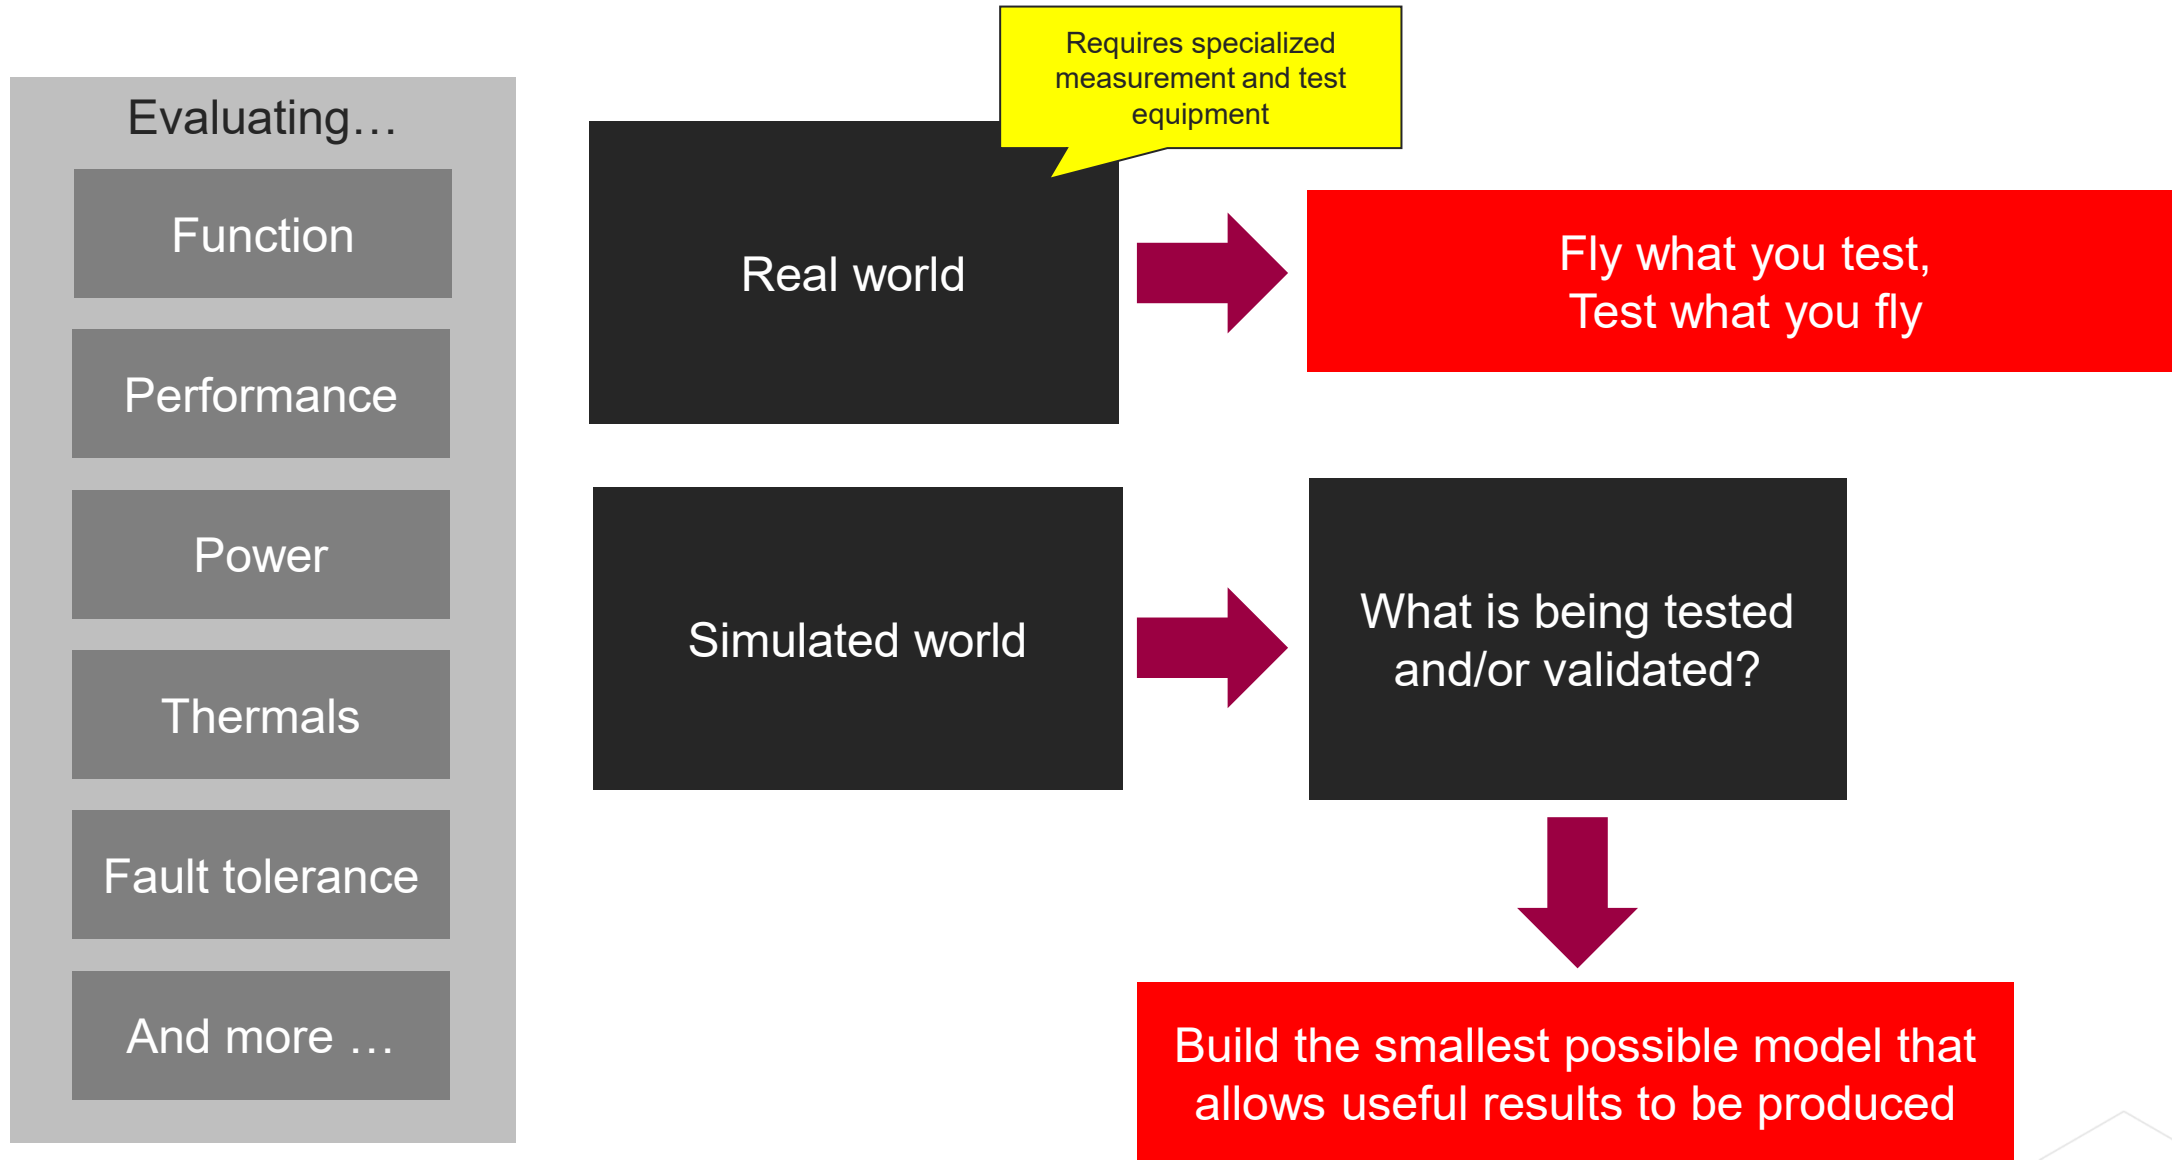 Evaluating…
Function
Performance
Power
Thermals
Fault tolerance
And more …
Requires specialized
measurement and test
equipment
Real world
Fly what you test,
Test what you fly
Simulated world
What is being tested
and/or validated?
Build the smallest possible model that
allows useful results to be produced